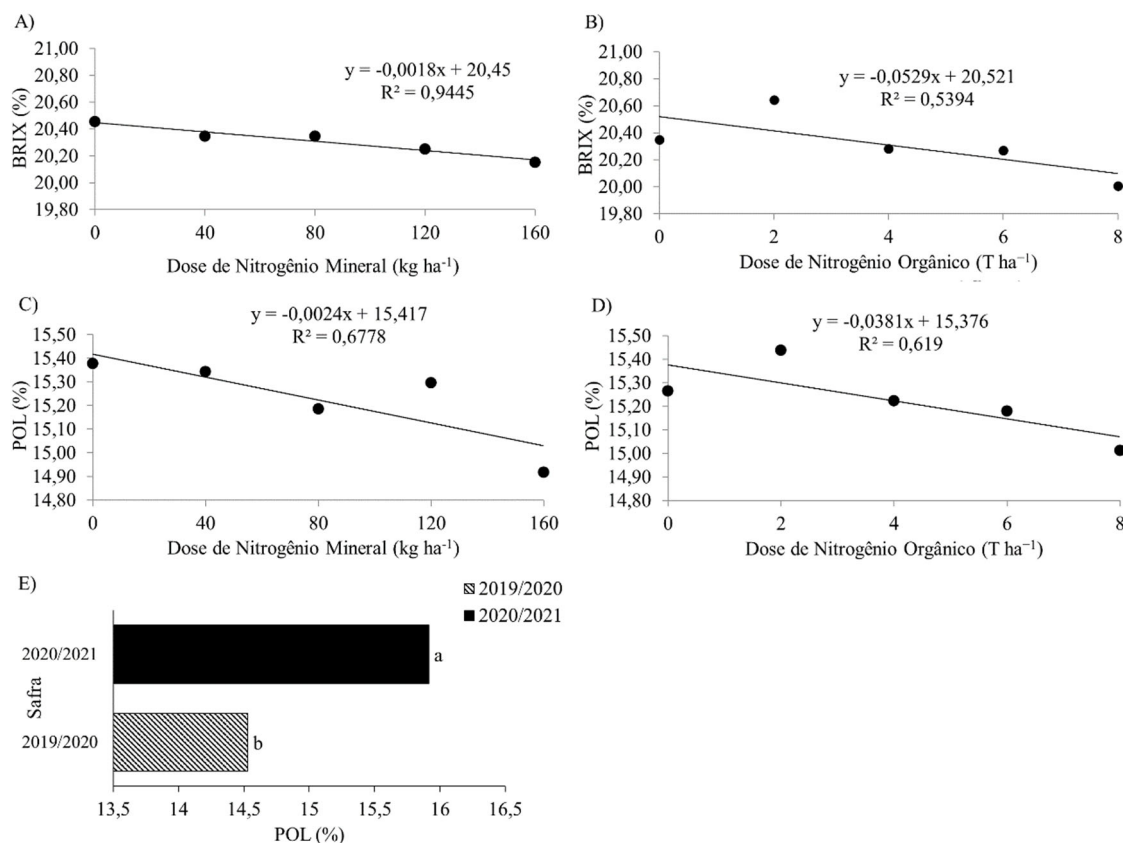 A)
y = -0,0018x + 20,45
R² = 0,9445
BRIX (%)
21,00
20,80
20,60
20,40
20,20
20,00
19,80
0 40 80 120 160
Dose de Nitrogênio Mineral (kg ha⁻¹)
B)
y = -0,0529x + 20,521
R² = 0,5394
BRIX (%)
21,00
20,80
20,60
20,40
20,20
20,00
19,80
0 2 4 6 8
Dose de Nitrogênio Orgânico (T ha⁻¹)
C)
y = -0,0024x + 15,417
R² = 0,6778
POL (%)
15,50
15,40
15,30
15,20
15,10
15,00
14,90
14,80
0 40 80 120 160
Dose de Nitrogênio Mineral (kg ha⁻¹)
D)
y = -0,0381x + 15,376
R² = 0,619
POL (%)
15,50
15,40
15,30
15,20
15,10
15,00
14,90
14,80
0 2 4 6 8
Dose de Nitrogênio Orgânico (T ha⁻¹)
E)
2019/2020
2020/2021
Safra
2020/2021
a
2019/2020
b
13,5 14 14,5 15 15,5 16 16,5
POL (%)